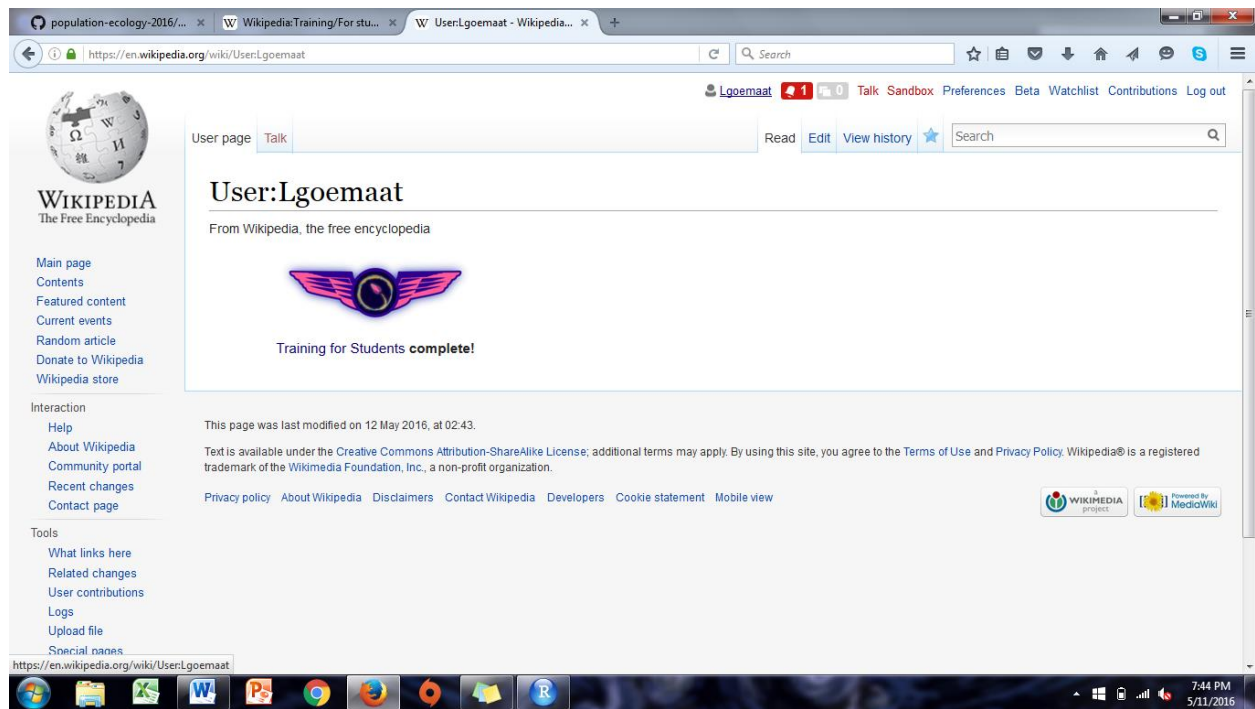 population-ecology-2016/...
Wikipedia:Training/For stu...
User:Lgoemaat - Wikipedia...
https://en.wikipedia.org/wiki/User:Lgoemaat
Search
Lgoemaat 1 0 Talk Sandbox Preferences Beta Watchlist Contributions Log out
User page Talk Read Edit View history Search
WIKIPEDIA
The Free Encyclopedia
User:Lgoemaat
From Wikipedia, the free encyclopedia
Training for Students complete!
Main page
Contents
Featured content
Current events
Random article
Donate to Wikipedia
Wikipedia store
Interaction
Help
About Wikipedia
Community portal
Recent changes
Contact page
Tools
What links here
Related changes
User contributions
Logs
Upload file
Special pages
This page was last modified on 12 May 2016, at 02:43.
Text is available under the Creative Commons Attribution-ShareAlike License; additional terms may apply. By using this site, you agree to the Terms of Use and Privacy Policy. Wikipedia® is a registered
trademark of the Wikimedia Foundation, Inc., a non-profit organization.
Privacy policy About Wikipedia Disclaimers Contact Wikipedia Developers Cookie statement Mobile view
a
WIKIMEDIA
project
Powered By
MediaWiki
https://en.wikipedia.org/wiki/User:Lgoemaat
7:44 PM
5/11/2016